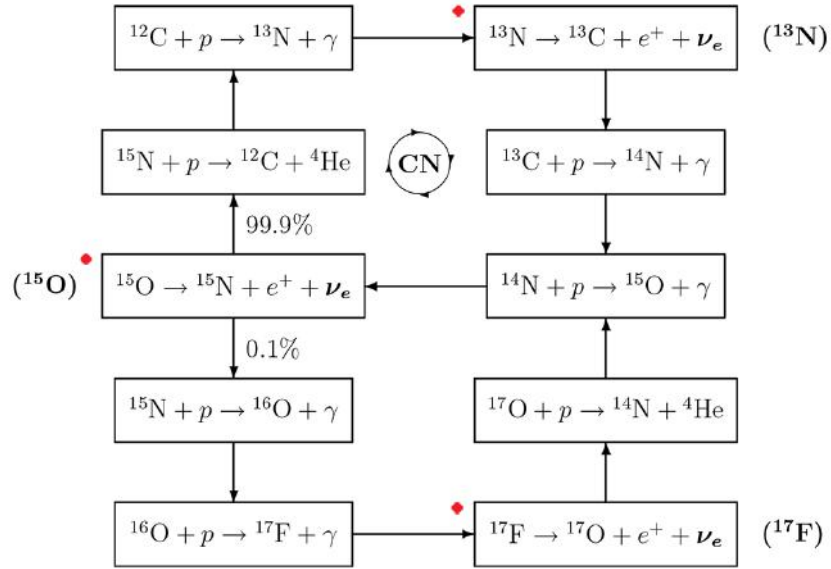 ¹²C + p → ¹³N + γ
¹³N → ¹³C + e⁺ + νₑ
(¹³N)
¹⁵N + p → ¹²C + ⁴He
CN
¹³C + p → ¹⁴N + γ
99.9%
(¹⁵O)
¹⁵O → ¹⁵N + e⁺ + νₑ
¹⁴N + p → ¹⁵O + γ
0.1%
¹⁵N + p → ¹⁶O + γ
¹⁷O + p → ¹⁴N + ⁴He
¹⁶O + p → ¹⁷F + γ
¹⁷F → ¹⁷O + e⁺ + νₑ
(¹⁷F)